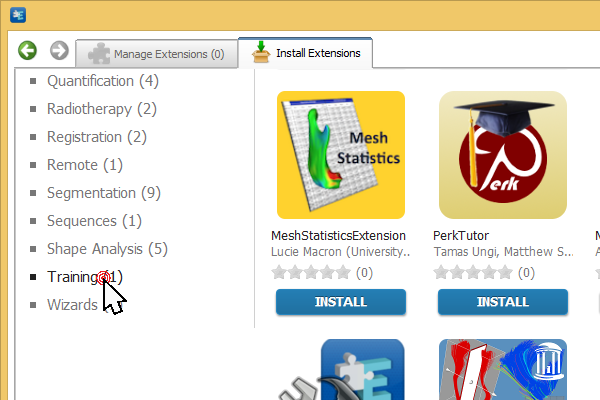 Manage Extensions (0)
Install Extensions
Quantification (4)
Radiotherapy (2)
Registration (2)
Remote (1)
Segmentation (9)
Sequences (1)
Shape Analysis (5)
Training (1)
Wizards
Mesh
Statistics
MeshStatisticsExtension
Lucie Macron (University..
(0)
INSTALL
Perk
PerkTutor
Tamas Ungi, Matthew S...
(0)
INSTALL